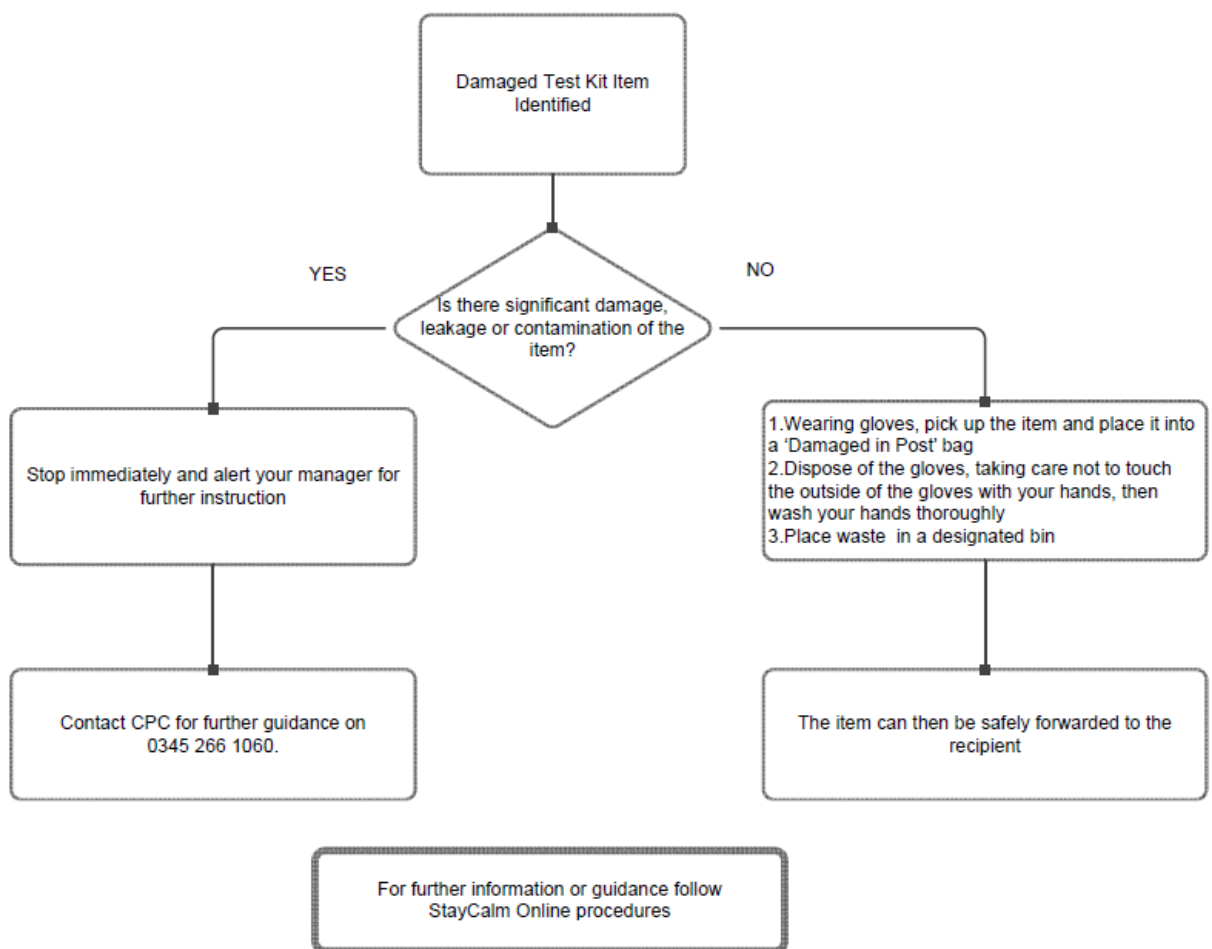 Damaged Test Kit Item
Identified
YES
NO
Is there significant damage,
leakage or contamination of the
item?
Stop immediately and alert your manager for
further instruction
1.Wearing gloves, pick up the item and place it into
a 'Damaged in Post' bag
2.Dispose of the gloves, taking care not to touch
the outside of the gloves with your hands, then
wash your hands thoroughly
3.Place waste  in a designated bin
Contact CPC for further guidance on
0345 266 1060.
The item can then be safely forwarded to the
recipient
For further information or guidance follow
StayCalm Online procedures